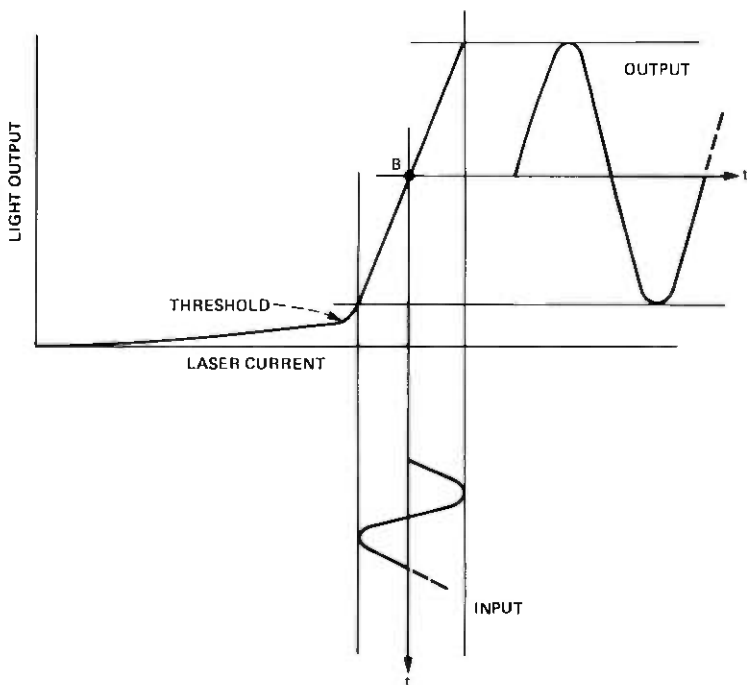 OUTPUT
B
t
LIGHT OUTPUT
THRESHOLD
LASER CURRENT
INPUT
t